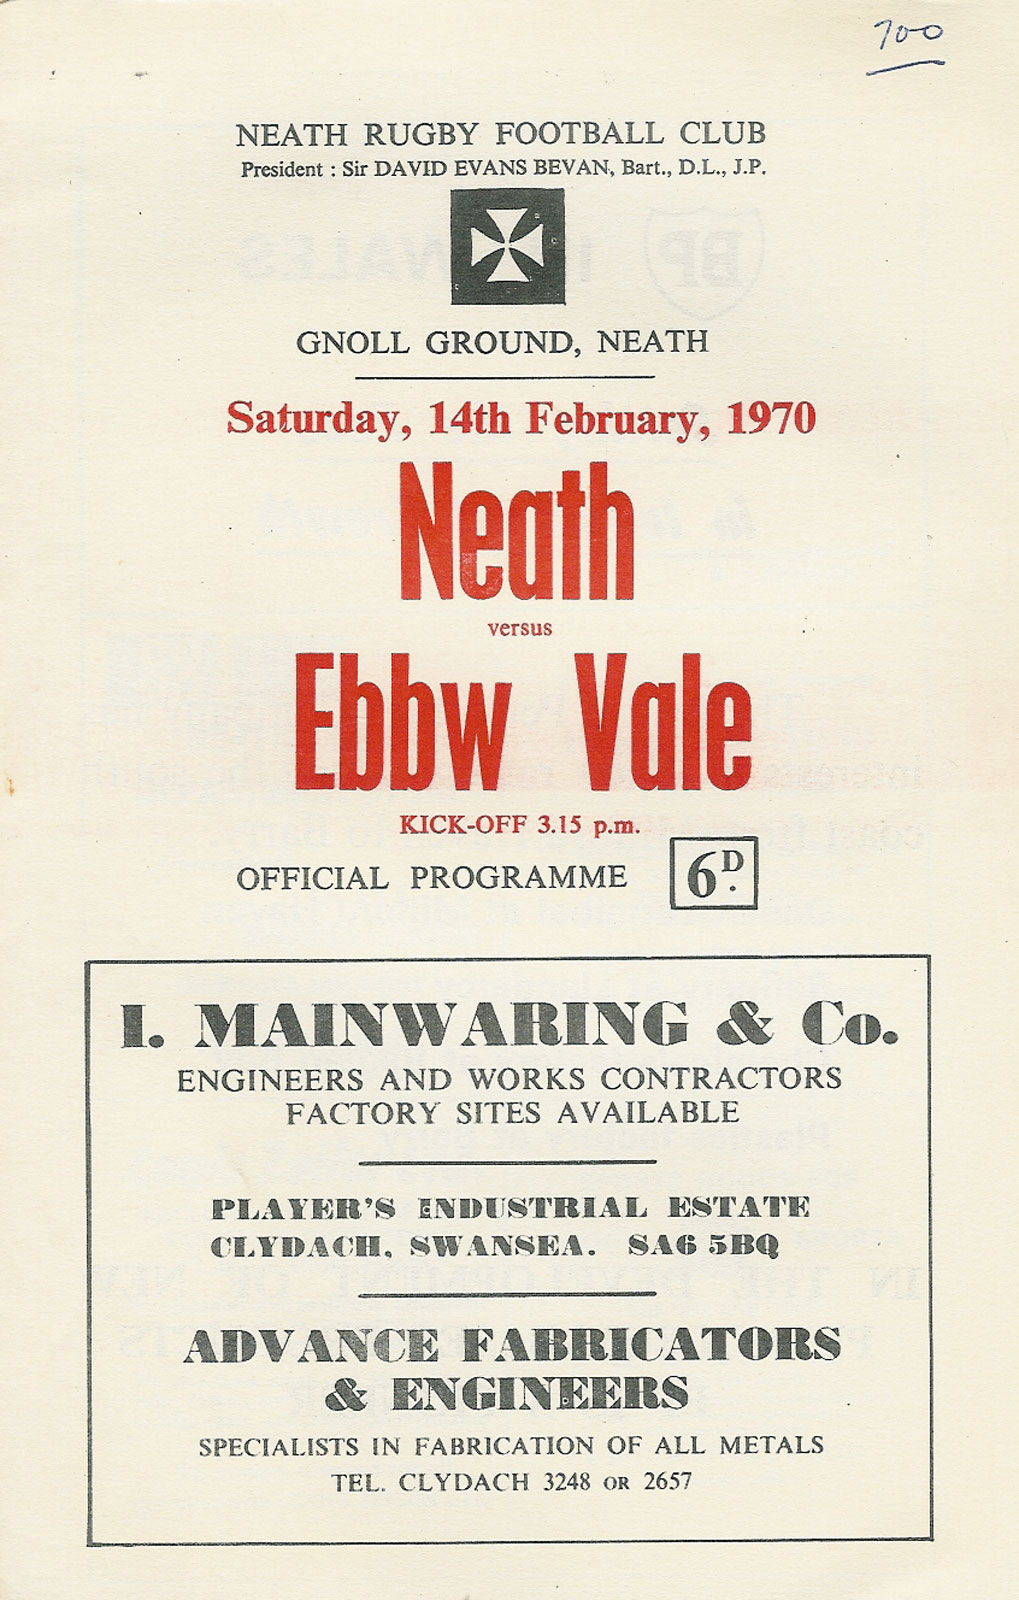 700
NEATH RUGBY FOOTBALL CLUB
President : Sir DAVID EVANS BEVAN, Bart., D.L., J.P.
GNOLL GROUND, NEATH
Saturday, 14th February, 1970
Neath
versus
Ebbw Vale
KICK-OFF 3.15 p.m.
OFFICIAL PROGRAMME 6D.
I. MAINWARING & Co.
ENGINEERS AND WORKS CONTRACTORS
FACTORY SITES AVAILABLE
PLAYER'S INDUSTRIAL ESTATE
CLYDACH, SWANSEA. SA6 5BQ
ADVANCE FABRICATORS
& ENGINEERS
SPECIALISTS IN FABRICATION OF ALL METALS
TEL. CLYDACH 3248 OR 2657